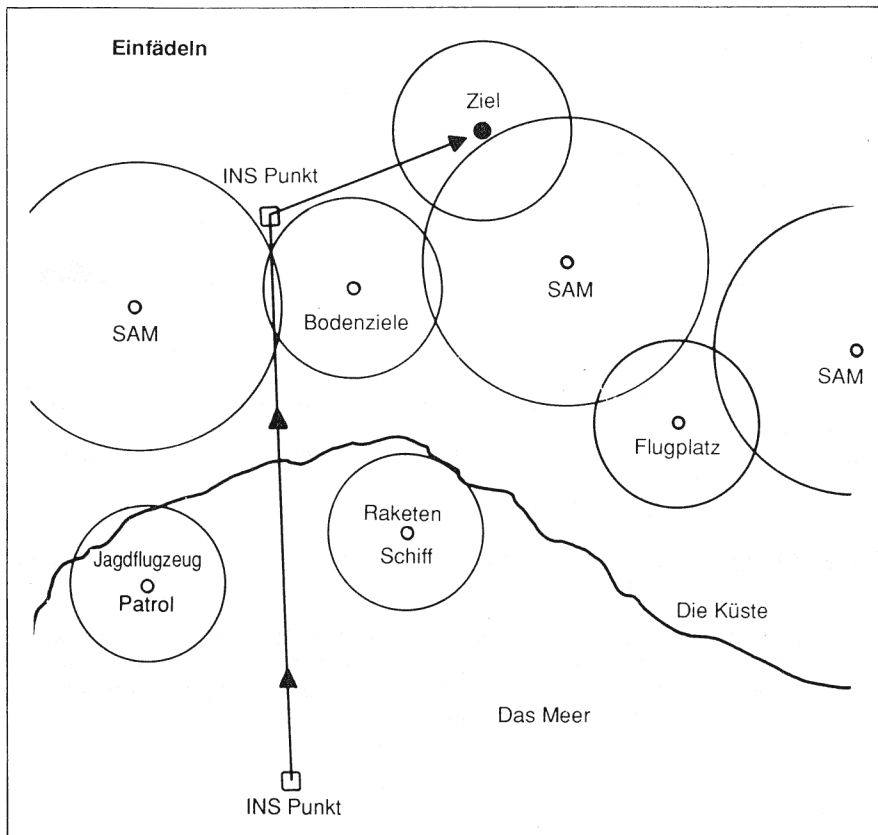 Einfädeln
Ziel
INS Punkt
SAM
Bodenziele
SAM
SAM
Flugplatz
Raketen
Schiff
Jagdflugzeug
Patrol
Die Küste
Das Meer
INS Punkt